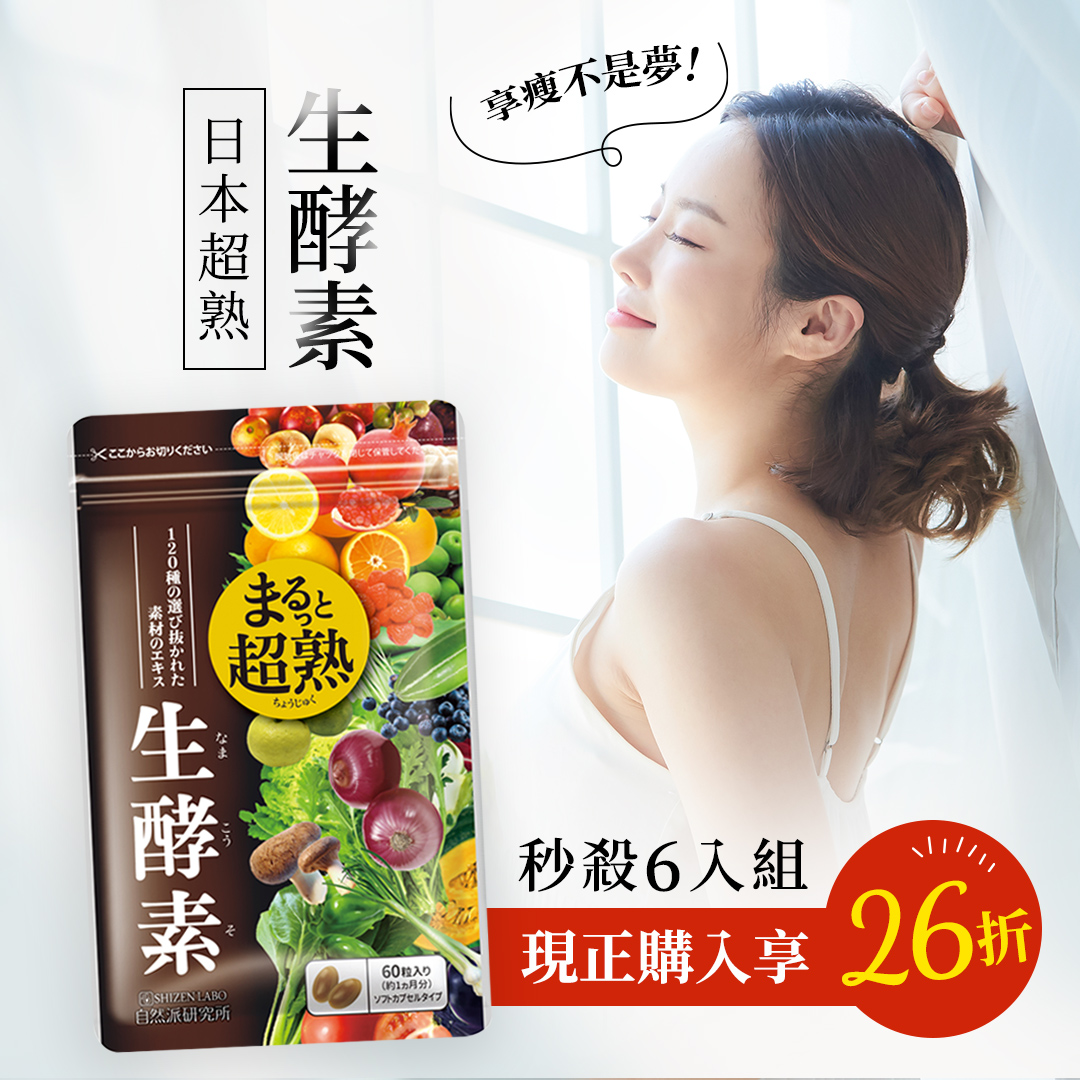 享瘦不是夢!
生酵素
日本超熟
ここからお切りください
120種の選び抜かれた
素材のエキス
まるっと
超熟
ちょうじゅく
生酵素
なま
こう
そ
60粒入り
(約1ヵ月分)
ソフトカプセルタイプ
SHIZEN LABO
自然派研究所
秒殺6入組
現正購入享
26折